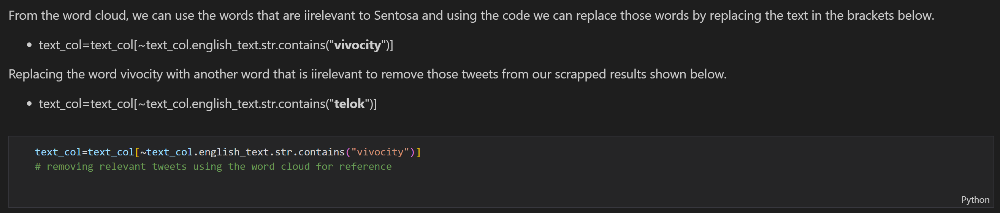 From the word cloud, we can use the words that are iirelevant to Sentosa and using the code we can replace those words by replacing the text in the brackets below.
• text_col=text_col[~text_col.english_text.str.contains("vivocity")]
Replacing the word vivocity with another word that is iirelevant to remove those tweets from our scrapped results shown below.
• text_col=text_col[~text_col.english_text.str.contains("telok")]
text_col=text_col[~text_col.english_text.str.contains("vivocity")]
# removing relevant tweets using the word cloud for reference
Python